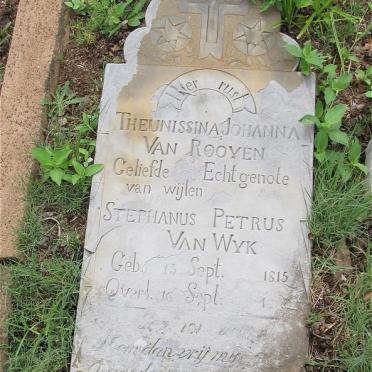 Hier rust
THEUNISSINA JOHANNA
VAN ROOYEN
Geliefde Echtgenote
van wijlen
STEPHANUS PETRUS
VAN WYK
Geb. 15 Sept. 1815
Overl. 16 Sept.